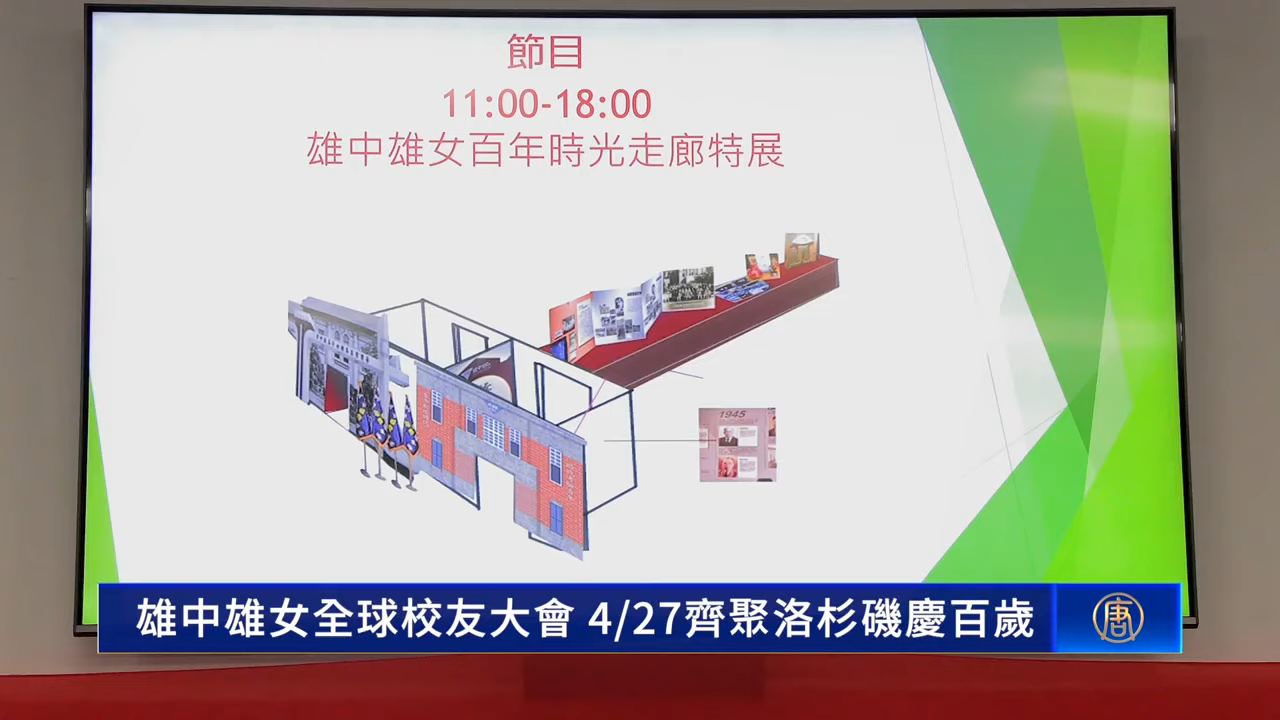 節目
11:00-18:00
雄中雄女百年時光走廊特展
1945
雄中雄女全球校友大會 4/27齊聚洛杉磯慶百歲
唐